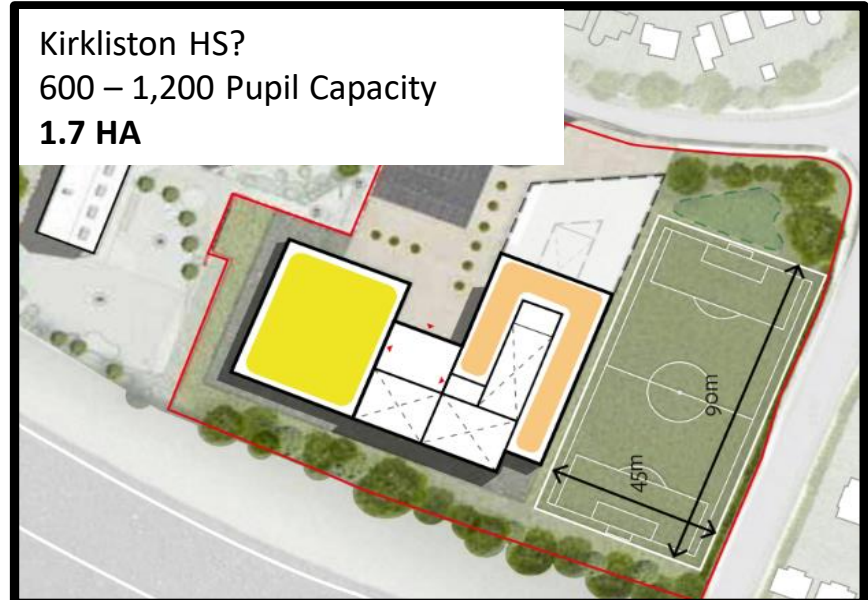 Kirkliston HS?
600 – 1,200 Pupil Capacity
1.7 HA
90m
45m